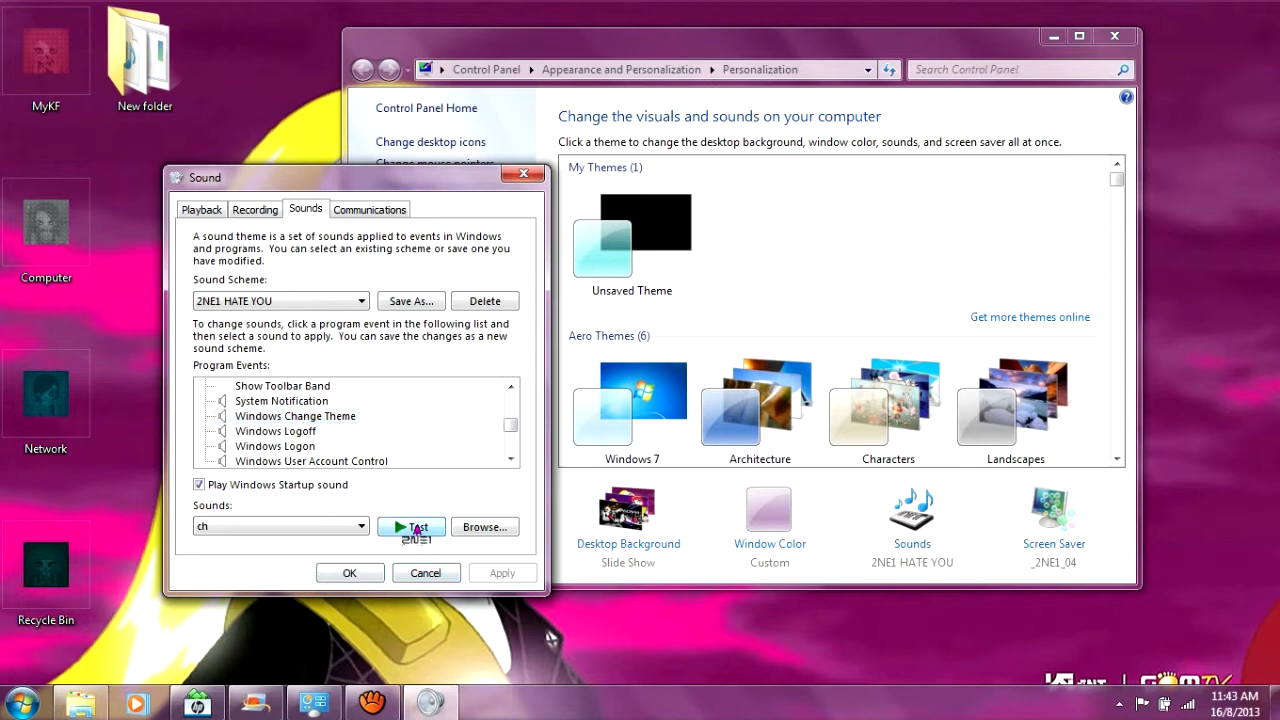 MyKF
New folder
Computer
Network
Recycle Bin
Control Panel
Appearance and Personalization
Personalization
Search Control Panel
Control Panel Home
Change desktop icons
Change mouse pointers
Change the visuals and sounds on your computer
Click a theme to change the desktop background, window color, sounds, and screen saver all at once.
My Themes (1)
Unsaved Theme
Get more themes online
Aero Themes (6)
Windows 7
Architecture
Characters
Landscapes
Desktop Background
Slide Show
Window Color
Custom
Sounds
2NE1 HATE YOU
Screen Saver
_2NE1_04
Sound
Playback
Recording
Sounds
Communications
A sound theme is a set of sounds applied to events in Windows
and programs. You can select an existing scheme or save one you
have modified.
Sound Scheme:
2NE1 HATE YOU
Save As...
Delete
To change sounds, click a program event in the following list and
then select a sound to apply. You can save the changes as a new
sound scheme.
Program Events:
Show Toolbar Band
System Notification
Windows Change Theme
Windows Logoff
Windows Logon
Windows User Account Control
Play Windows Startup sound
Sounds:
ch
Test
2NE1
Browse...
OK
Cancel
Apply
hp
11:43 AM
16/8/2013